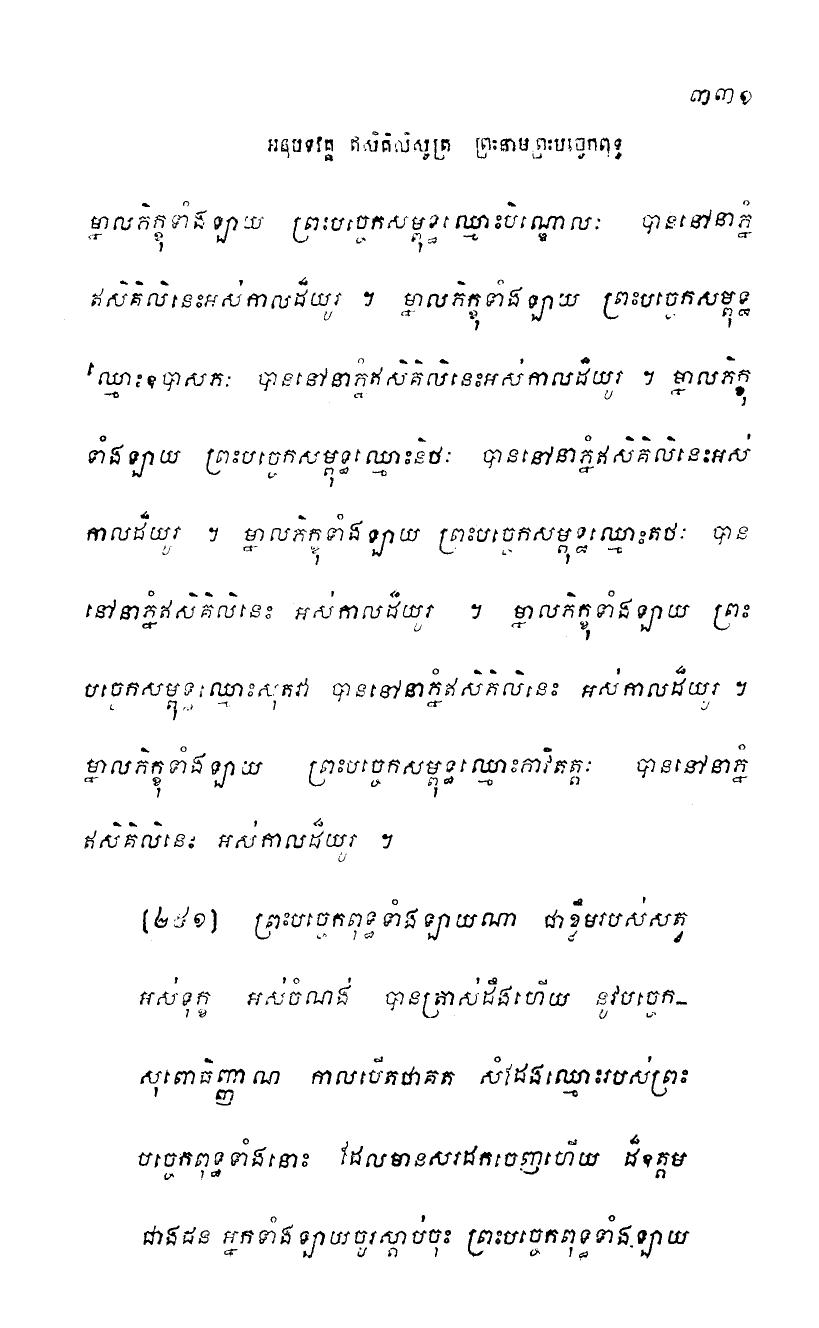 ៣៣១
អនុបទវគ្គ ឥសិគិលិសូត្រ ព្រះនាមព្រះបច្ចេកពុទ្ធ
ម្នាលភិក្ខុទាំងឡាយ ព្រះបច្ចេកសម្ពុទ្ធឈ្មោះបិណ្ឌោលៈ បាននៅនាភ្នំ
ឥសិគិលិនេះអស់កាលដ៏យូរ ។ ម្នាលភិក្ខុទាំងឡាយ ព្រះបច្ចេកសម្ពុទ្ធ
ឈ្មោះឧបាសភៈ បាននៅនាភ្នំឥសិគិលិនេះអស់កាលដ៏យូរ ។ ម្នាលភិក្ខុ
ទាំងឡាយ ព្រះបច្ចេកសម្ពុទ្ធឈ្មោះនិថៈ បាននៅនាភ្នំឥសិគិលិនេះអស់
កាលដ៏យូរ ។ ម្នាលភិក្ខុទាំងឡាយ ព្រះបច្ចេកសម្ពុទ្ធឈ្មោះតថៈ បាន
នៅនាភ្នំឥសិគិលិនេះ អស់កាលដ៏យូរ ។ ម្នាលភិក្ខុទាំងឡាយ ព្រះ
បច្ចេកសម្ពុទ្ធឈ្មោះសុតវា បាននៅនាភ្នំឥសិគិលិនេះ អស់កាលដ៏យូរ ។
ម្នាលភិក្ខុទាំងឡាយ ព្រះបច្ចេកសម្ពុទ្ធឈ្មោះភាវិតត្តៈ បាននៅនាភ្នំ
ឥសិគិលិនេះ អស់កាលដ៏យូរ ។
(២៥១) ព្រះបច្ចេកពុទ្ធទាំងឡាយណា ជាខ្ទឹមរបស់សត្វ
អស់ទុក្ខ អស់ចំណង់ បានត្រាស់ដឹងហើយ នូវបច្ចេក-
សុពោធិញ្ញាណ កាលបើតថាគត សំដែងឈ្មោះរបស់ព្រះ
បច្ចេកពុទ្ធទាំងនោះ ដែលមានសរដកចេញហើយ ដ៏ឧត្តម
ជាងជន អ្នកទាំងឡាយចូរស្តាប់ចុះ ព្រះបច្ចេកពុទ្ធទាំងឡាយ